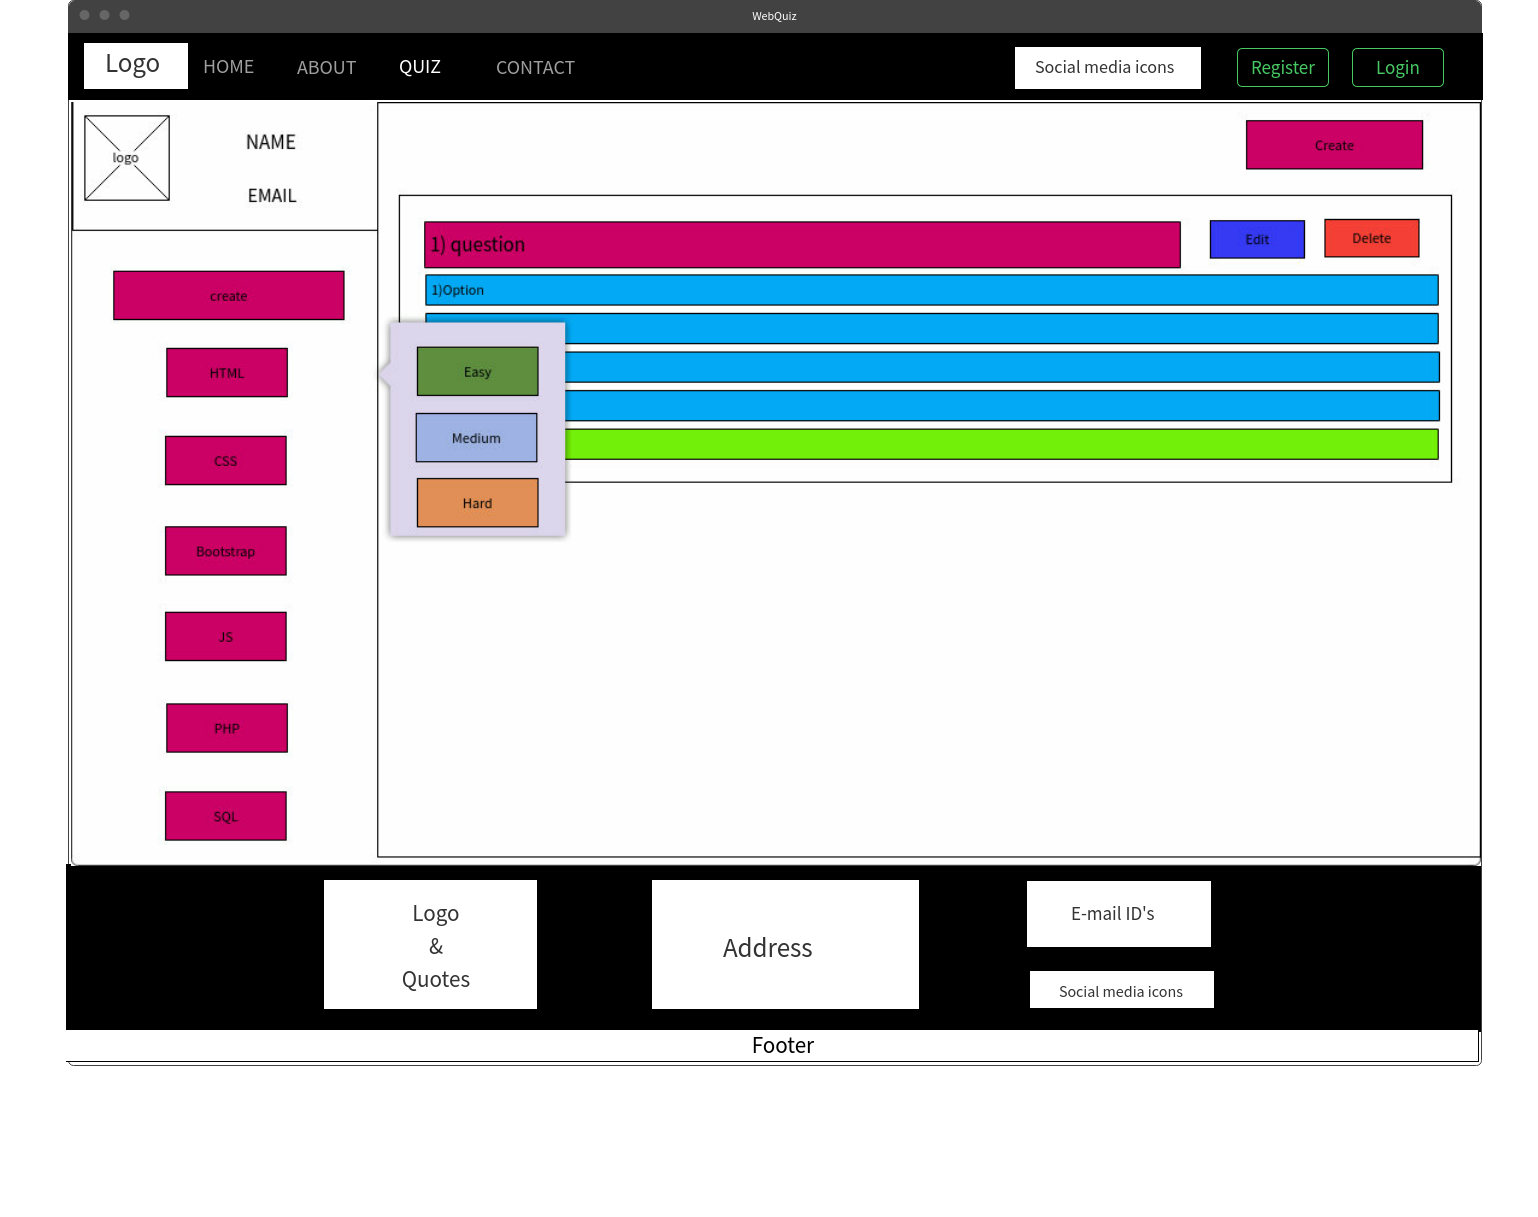 WebQuiz
Logo
HOME
ABOUT
QUIZ
CONTACT
Social media icons
Register
Login
logo
NAME
EMAIL
Create
1) question
Edit
Delete
1)Option
create
HTML
CSS
Bootstrap
JS
PHP
SQL
Easy
Medium
Hard
Logo
&
Quotes
Address
E-mail ID's
Social media icons
Footer